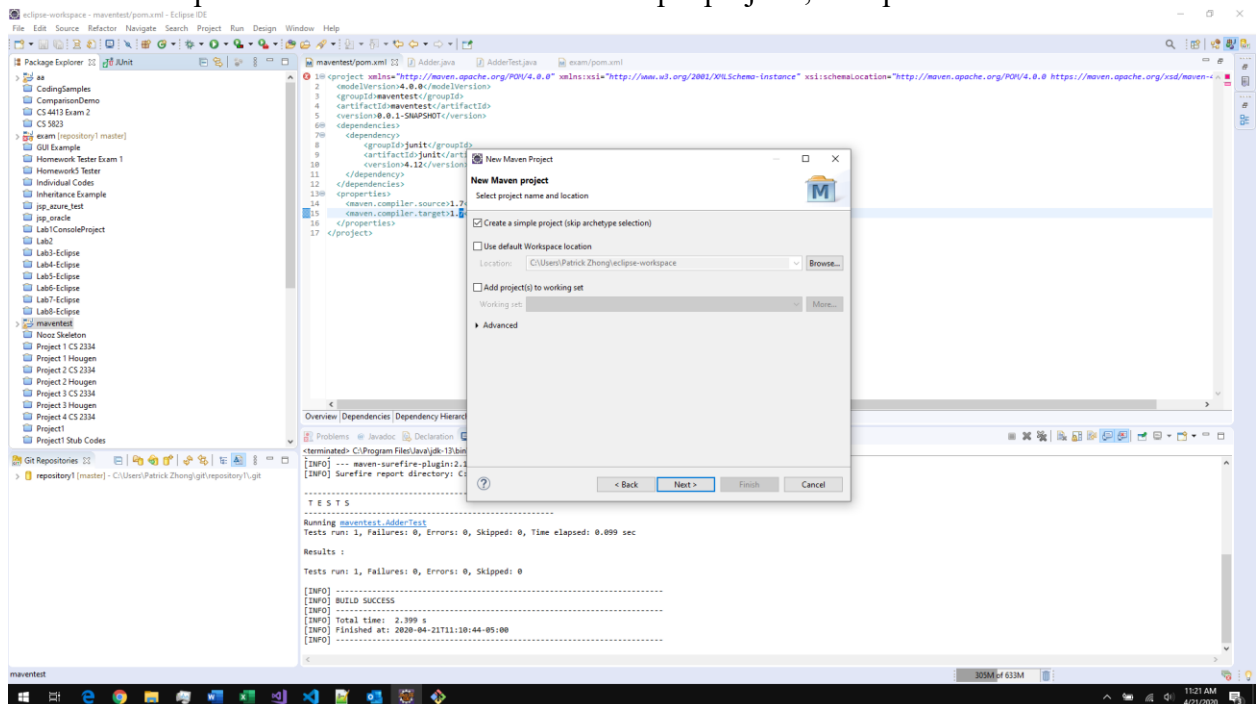 eclipse-workspace - maventest/pom.xml - Eclipse IDE
File Edit Source Refactor Navigate Search Project Run Design Window Help
Package Explorer JUnit
aa
CodingSamples
ComparisonDemo
CS 4413 Exam 2
CS 5823
exam [repository1 master]
GUI Example
Homework Tester Exam 1
Homework5 Tester
Individual Codes
Inheritance Example
jsp_azure_test
jsp_oracle
Lab1ConsoleProject
Lab2
Lab3-Eclipse
Lab4-Eclipse
Lab5-Eclipse
Lab6-Eclipse
Lab7-Eclipse
Lab8-Eclipse
maventest
Nooz Skeleton
Project 1 CS 2334
Project 1 Hougen
Project 2 CS 2334
Project 2 Hougen
Project 3 CS 2334
Project 3 Hougen
Project 4 CS 2334
Project1
Project1 Stub Codes
Git Repositories
repository1 [master] - C:\Users\Patrick Zhong\git\repository1\.git
maventest/pom.xml Adder.java AdderTest.java exam/pom.xml
1 <project xmlns="http://maven.apache.org/POM/4.0.0" xmlns:xsi="http://www.w3.org/2001/XMLSchema-instance" xsi:schemaLocation="http://maven.apache.org/POM/4.0.0 https://maven.apache.org/xsd/maven-4
2 <modelVersion>4.0.0</modelVersion>
3 <groupId>maventest</groupId>
4 <artifactId>maventest</artifactId>
5 <version>0.0.1-SNAPSHOT</version>
6 <dependencies>
7 <dependency>
8 <groupId>junit</groupId>
9 <artifactId>junit</arti
10 <version>4.12</version
11 </dependency>
12 </dependencies>
13 <properties>
14 <maven.compiler.source>1.7
15 <maven.compiler.target>1.7
16 </properties>
17 </project>
Overview Dependencies Dependency Hierarc
New Maven Project
New Maven project
Select project name and location
M
Create a simple project (skip archetype selection)
Use default Workspace location
Location: C:\Users\Patrick Zhong\eclipse-workspace Browse...
Add project(s) to working set
Working set: More...
Advanced
< Back Next > Finish Cancel
Problems Javadoc Declaration
<terminated> C:\Program Files\Java\jdk-13\bin
[INFO] --- maven-surefire-plugin:2.1
[INFO] Surefire report directory: C:
-------------------------------------------------------
T E S T S
-------------------------------------------------------
Running maventest.AdderTest
Tests run: 1, Failures: 0, Errors: 0, Skipped: 0, Time elapsed: 0.099 sec
Results :
Tests run: 1, Failures: 0, Errors: 0, Skipped: 0
[INFO] ------------------------------------------------------------------------
[INFO] BUILD SUCCESS
[INFO] ------------------------------------------------------------------------
[INFO] Total time: 2.399 s
[INFO] Finished at: 2020-04-21T11:10:44-05:00
[INFO] ------------------------------------------------------------------------
maventest
305M of 633M
11:21 AM
4/21/2020